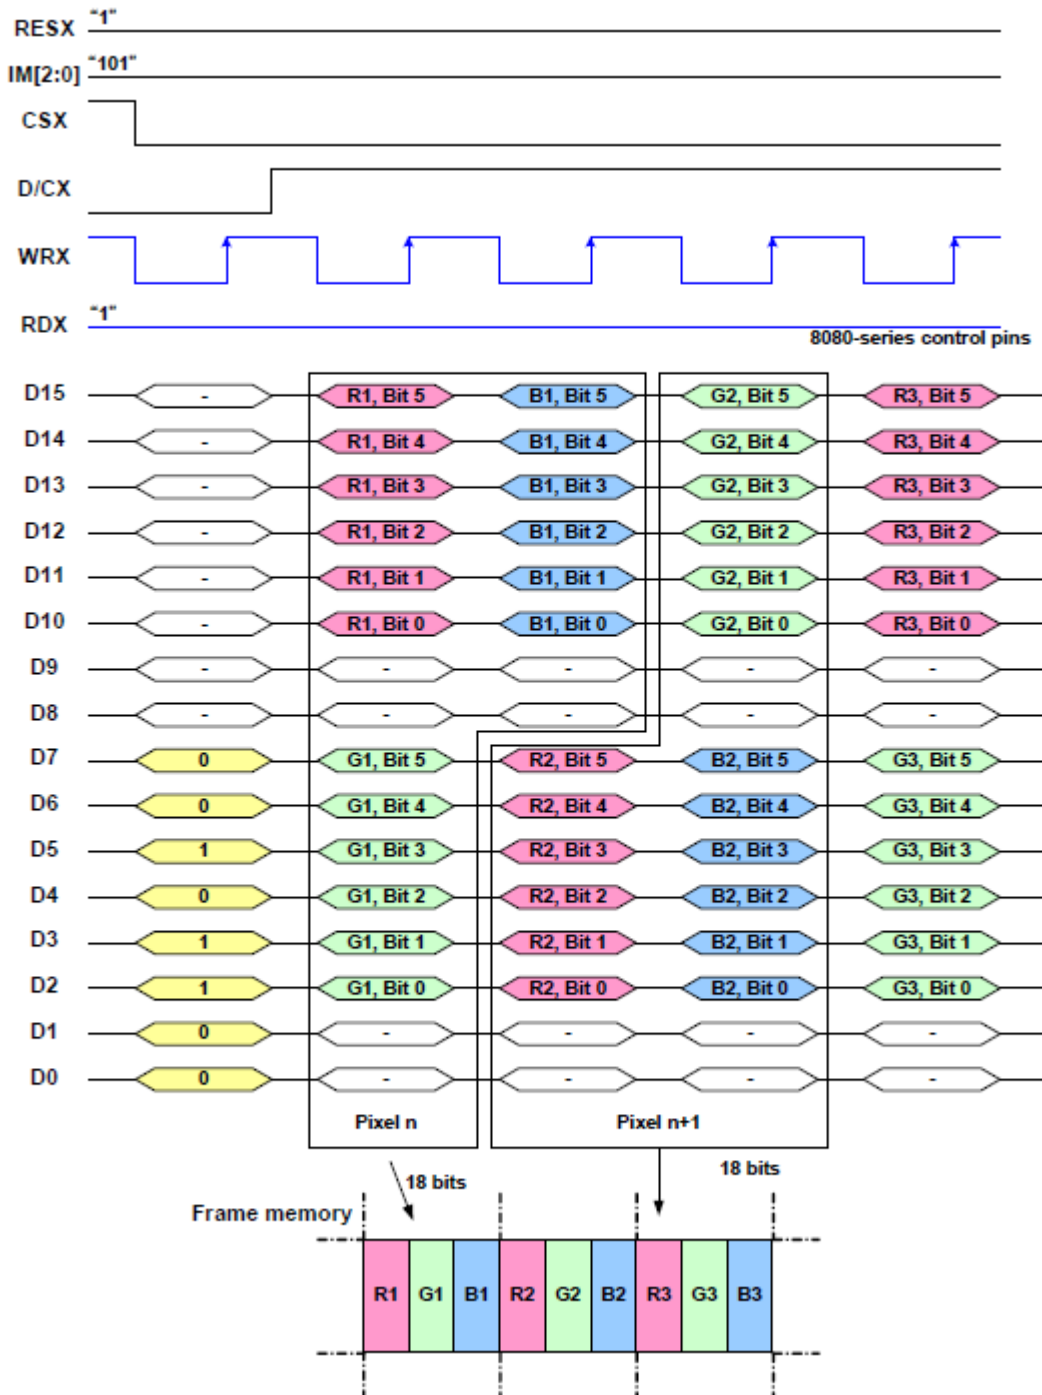 RESX "1"
IM[2:0] "101"
CSX
D/CX
WRX
RDX "1"
8080-series control pins
D15 - R1, Bit 5 B1, Bit 5 G2, Bit 5 R3, Bit 5
D14 - R1, Bit 4 B1, Bit 4 G2, Bit 4 R3, Bit 4
D13 - R1, Bit 3 B1, Bit 3 G2, Bit 3 R3, Bit 3
D12 - R1, Bit 2 B1, Bit 2 G2, Bit 2 R3, Bit 2
D11 - R1, Bit 1 B1, Bit 1 G2, Bit 1 R3, Bit 1
D10 - R1, Bit 0 B1, Bit 0 G2, Bit 0 R3, Bit 0
D9 - - - - -
D8 - - - - -
D7 0 G1, Bit 5 R2, Bit 5 B2, Bit 5 G3, Bit 5
D6 0 G1, Bit 4 R2, Bit 4 B2, Bit 4 G3, Bit 4
D5 1 G1, Bit 3 R2, Bit 3 B2, Bit 3 G3, Bit 3
D4 0 G1, Bit 2 R2, Bit 2 B2, Bit 2 G3, Bit 2
D3 1 G1, Bit 1 R2, Bit 1 B2, Bit 1 G3, Bit 1
D2 1 G1, Bit 0 R2, Bit 0 B2, Bit 0 G3, Bit 0
D1 0 - - - -
D0 0 - - - -
Pixel n Pixel n+1
18 bits 18 bits
Frame memory
R1 G1 B1 R2 G2 B2 R3 G3 B3